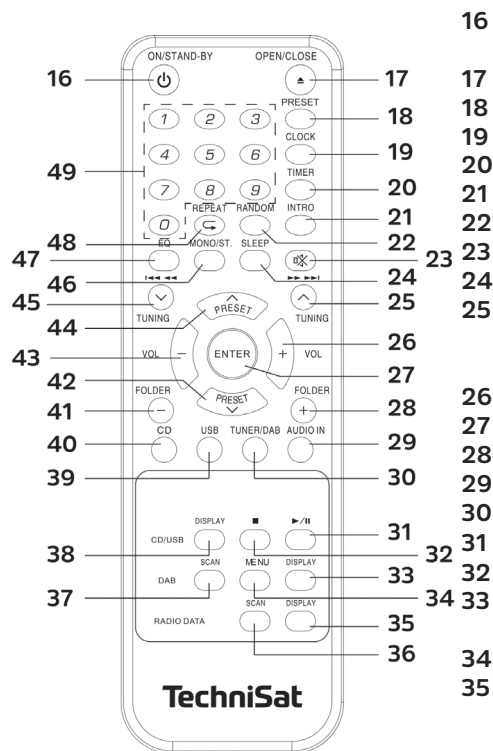 ON/STAND-BY OPEN/CLOSE 16
16 17 17
PRESET
1 2 3 18 18
CLOCK
4 5 6 19 19
49
TIMER
7 8 9 20 20
REPEAT RANDOM INTRO
0 21 21
48 22 22
EQ MONO/ST. SLEEP
47 23 23
46 24 24
45 25 25
TUNING TUNING
44 PRESET
43 VOL − ENTER + VOL 26
27 26
42 PRESET 27
FOLDER FOLDER
41 − + 28 28
CD USB TUNER/DAB AUDIO IN
40 29 29
39 30 30
DISPLAY
38 CD/USB 31 31
32 32
SCAN MENU DISPLAY
37 DAB 33 33
34 34
SCAN DISPLAY
RADIO DATA 35 35
36
TechniSat